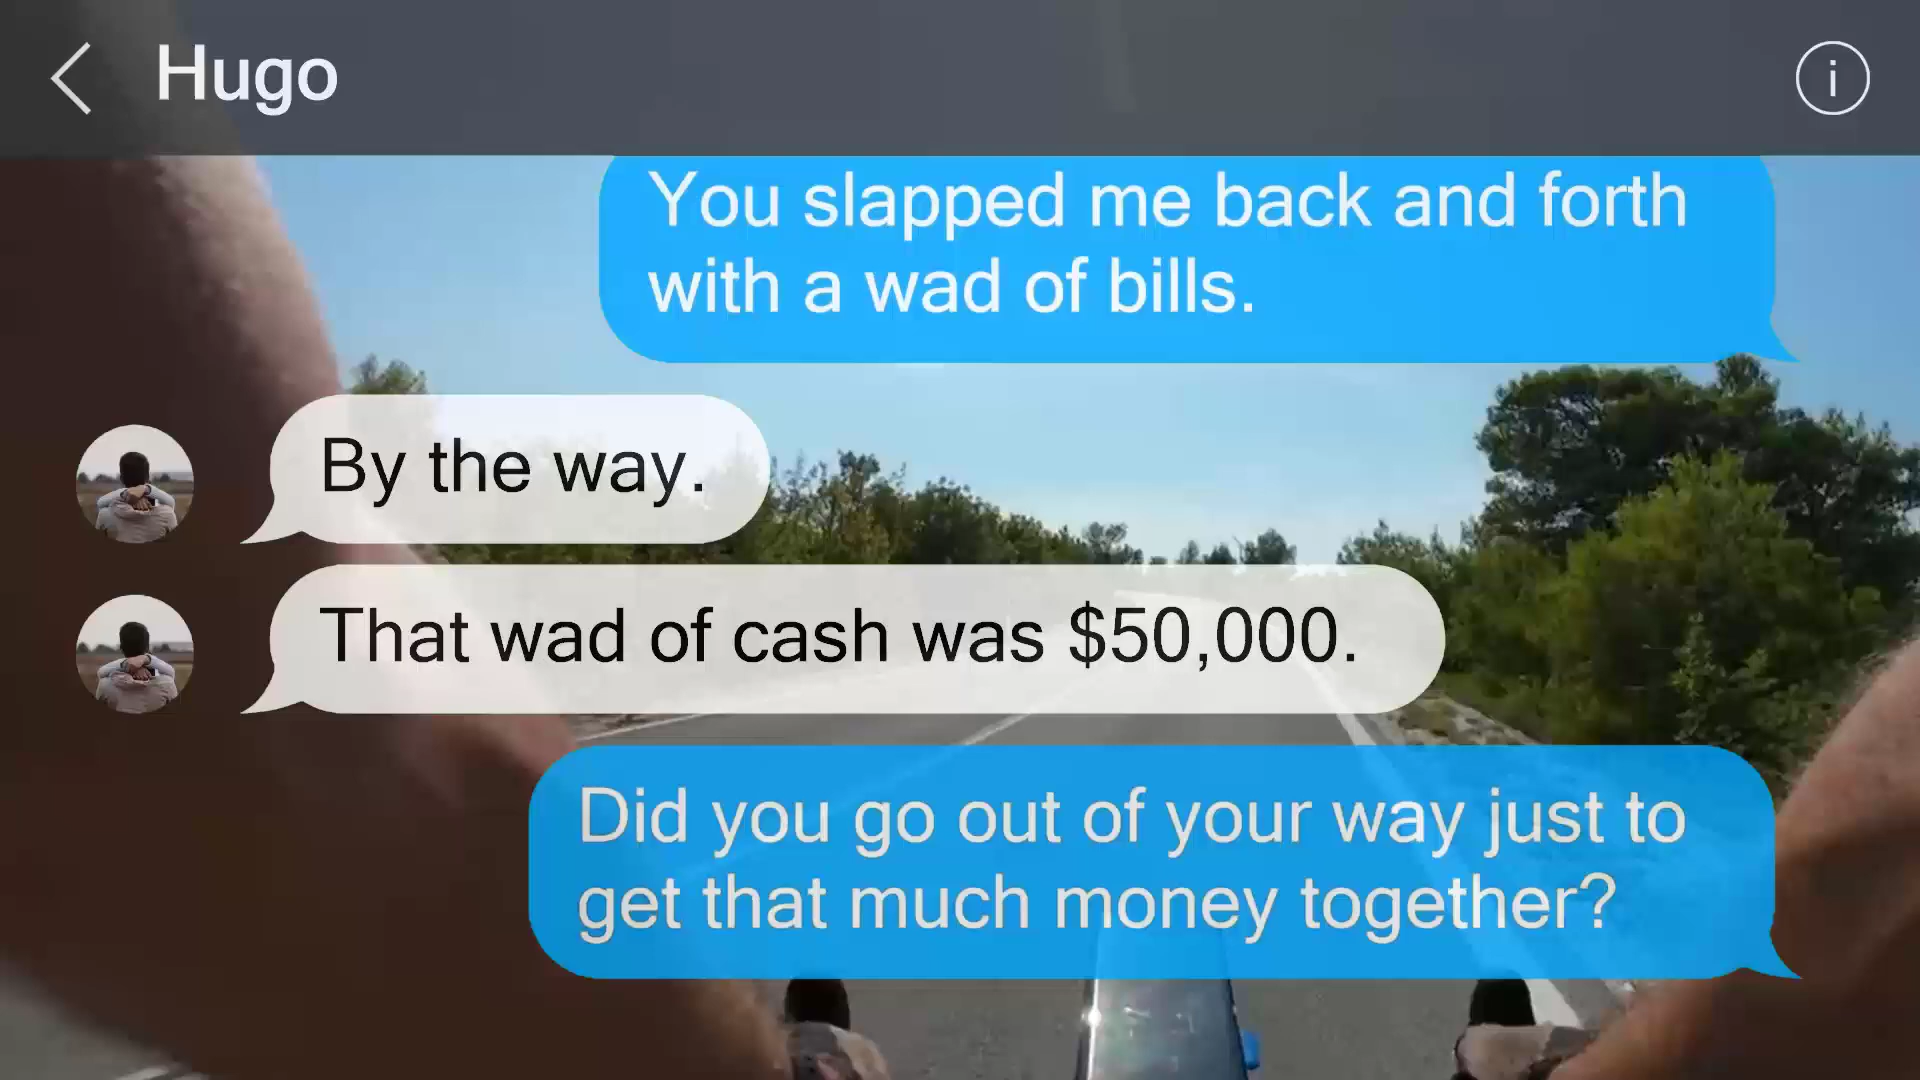 Hugo
You slapped me back and forth
with a wad of bills.
By the way.
That wad of cash was $50,000.
Did you go out of your way just to
get that much money together?